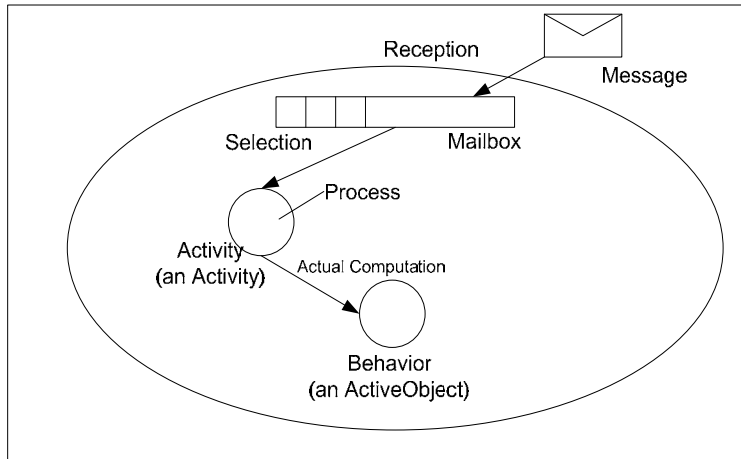 Reception
Message
Selection
Mailbox
Process
Activity
(an Activity)
Actual Computation
Behavior
(an ActiveObject)